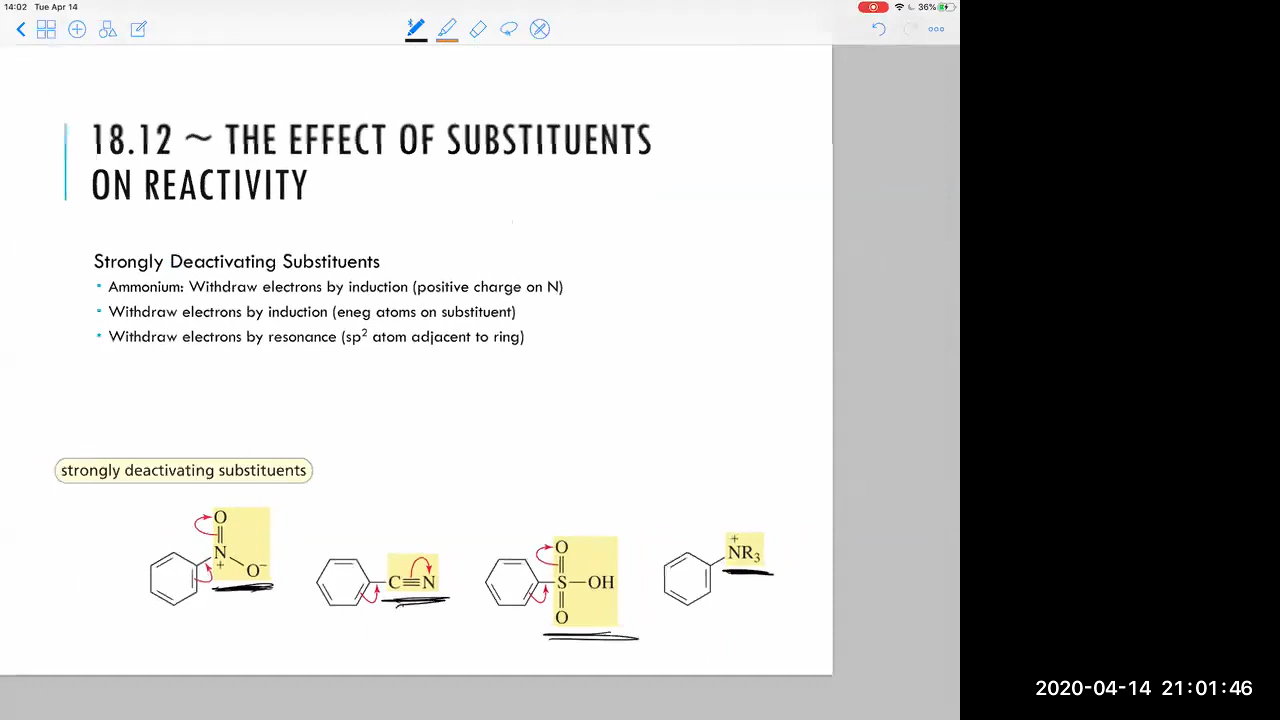 14:02 Tue Apr 14
36%
18.12 ~ THE EFFECT OF SUBSTITUENTS
ON REACTIVITY
Strongly Deactivating Substituents
▪ Ammonium: Withdraw electrons by induction (positive charge on N)
▪ Withdraw electrons by induction (eneg atoms on substituent)
▪ Withdraw electrons by resonance (sp² atom adjacent to ring)
strongly deactivating substituents
O
N
+
O⁻
C≡N
O
S—OH
O
+
NR₃
2020-04-14 21:01:46